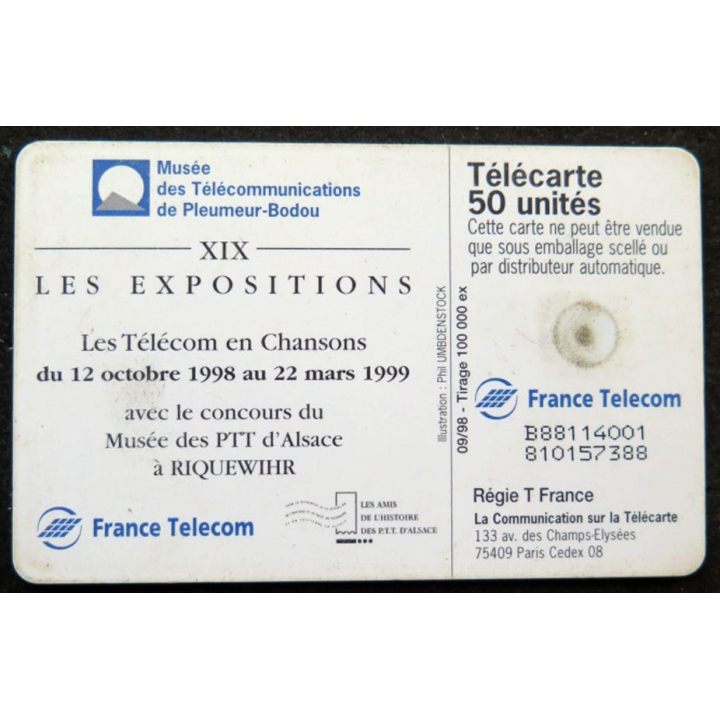 Musée
des Télécommunications
de Pleumeur-Bodou
XIX
LES EXPOSITIONS
Les Télécom en Chansons
du 12 octobre 1998 au 22 mars 1999
avec le concours du
Musée des PTT d'Alsace
à RIQUEWIHR
France Telecom
LES AMIS
DE L'HISTOIRE
DES P.T.T. D'ALSACE
Illustration : Phil UMBDENSTOCK
09/98 - Tirage 100 000 ex
Télécarte
50 unités
Cette carte ne peut être vendue
que sous emballage scellé ou
par distributeur automatique.
France Telecom
B88114001
810157388
Régie T France
La Communication sur la Télécarte
133 av. des Champs-Elysées
75409 Paris Cedex 08